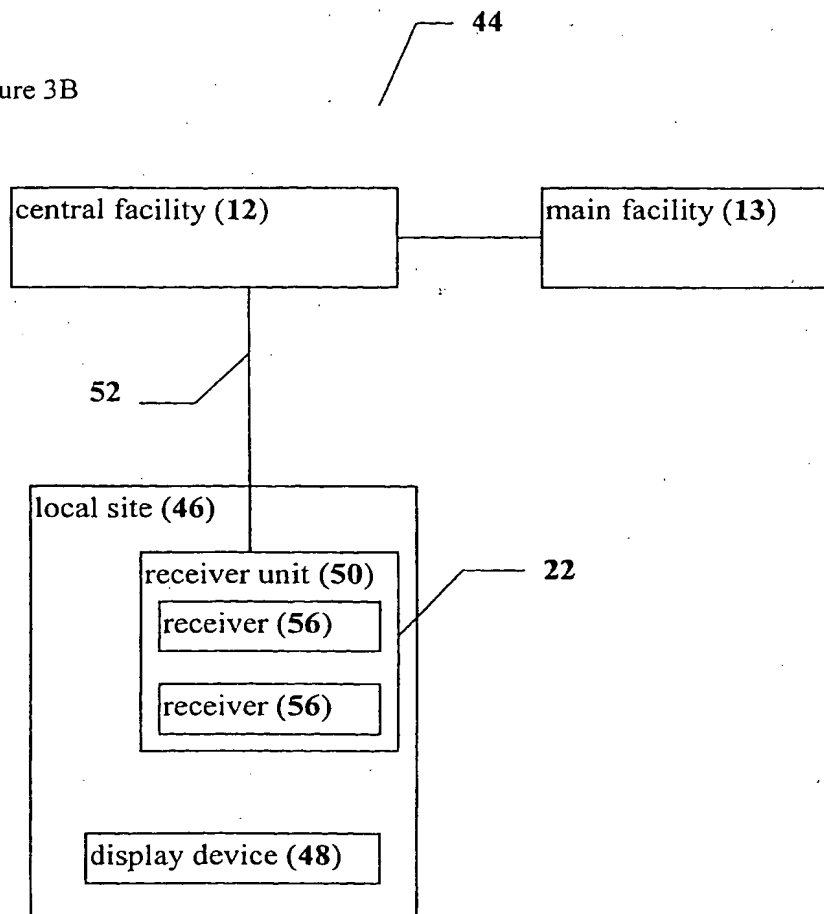 44
ure 3B
central facility (12)
main facility (13)
52
local site (46)
receiver unit (50)
22
receiver (56)
receiver (56)
display device (48)